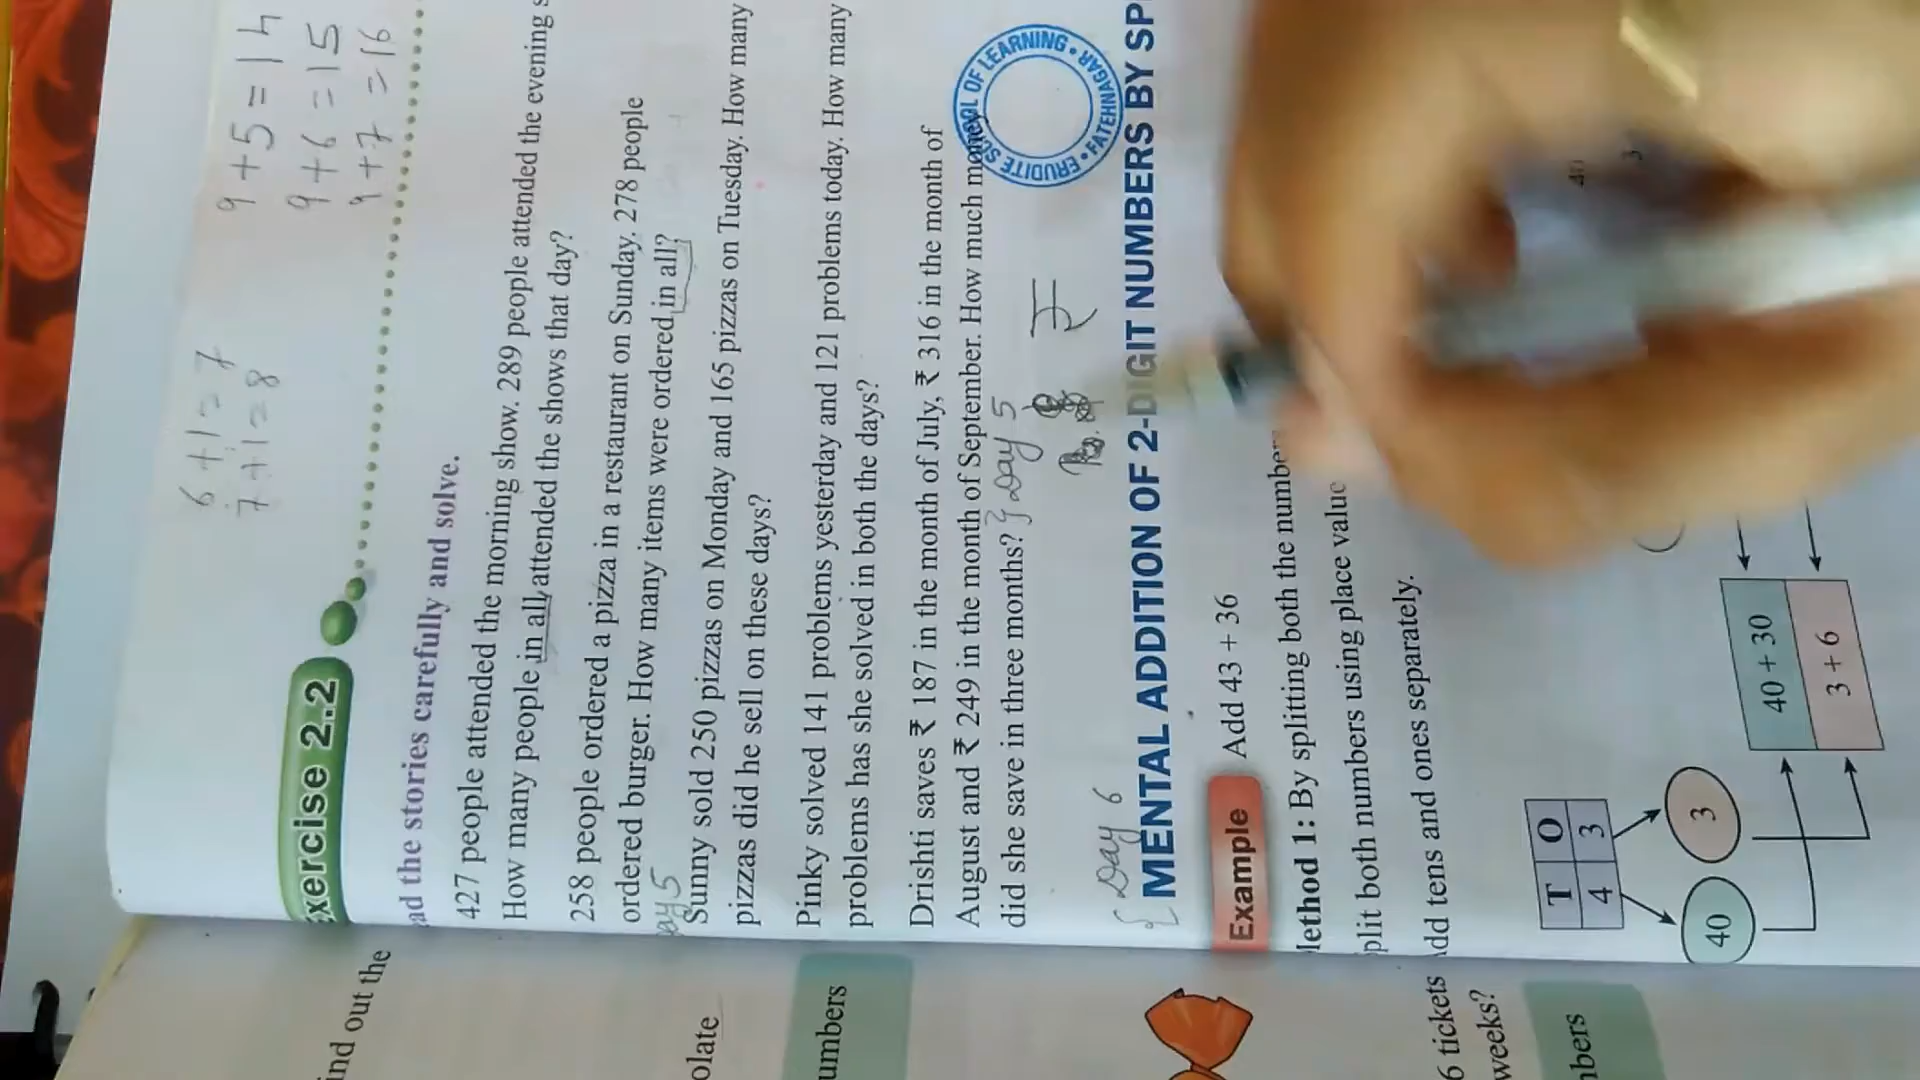 6 + 1 = 7
7 + 1 = 8
9 + 5 = 14
9 + 6 = 15
9 + 7 = 16
xercise 2.2
ad the stories carefully and solve.
427 people attended the morning show. 289 people attended the evening s
How many people in all attended the shows that day?
258 people ordered a pizza in a restaurant on Sunday. 278 people
ordered burger. How many items were ordered in all?
Sunny sold 250 pizzas on Monday and 165 pizzas on Tuesday. How many
pizzas did he sell on these days?
Pinky solved 141 problems yesterday and 121 problems today. How many
problems has she solved in both the days?
Drishti saves ₹ 187 in the month of July, ₹ 316 in the month of
August and ₹ 249 in the month of September. How much money
did she save in three months? } Day 5
ERUDITE SCHOOL OF LEARNING • FATEHNAGAR •
₹
{ Day 6
MENTAL ADDITION OF 2-DIGIT NUMBERS BY SP
Example Add 43 + 36
ethod 1: By splitting both the number
plit both numbers using place valu
dd tens and ones separately.
T O
4 3
40 3
40 + 30
3 + 6
ind out the
olate
umbers
6 tickets
weeks?
bers